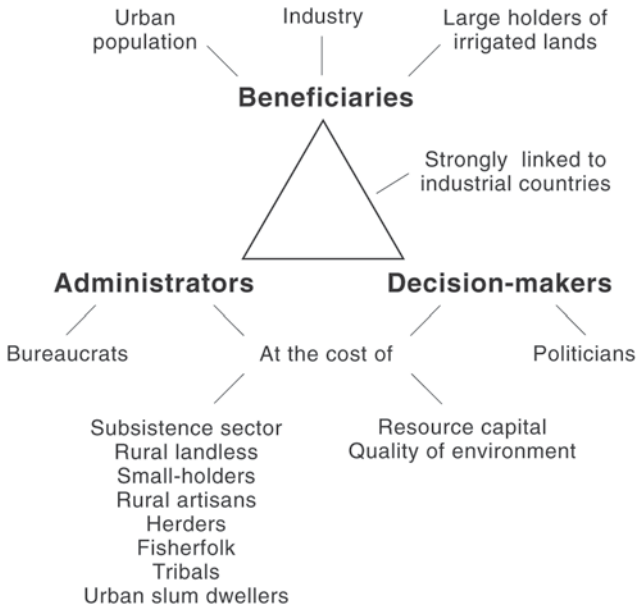 Urban
population
Industry
Large holders of
irrigated lands
Beneficiaries
Strongly linked to
industrial countries
Administrators
Decision-makers
Bureaucrats
At the cost of
Politicians
Subsistence sector
Rural landless
Small-holders
Rural artisans
Herders
Fisherfolk
Tribals
Urban slum dwellers
Resource capital
Quality of environment